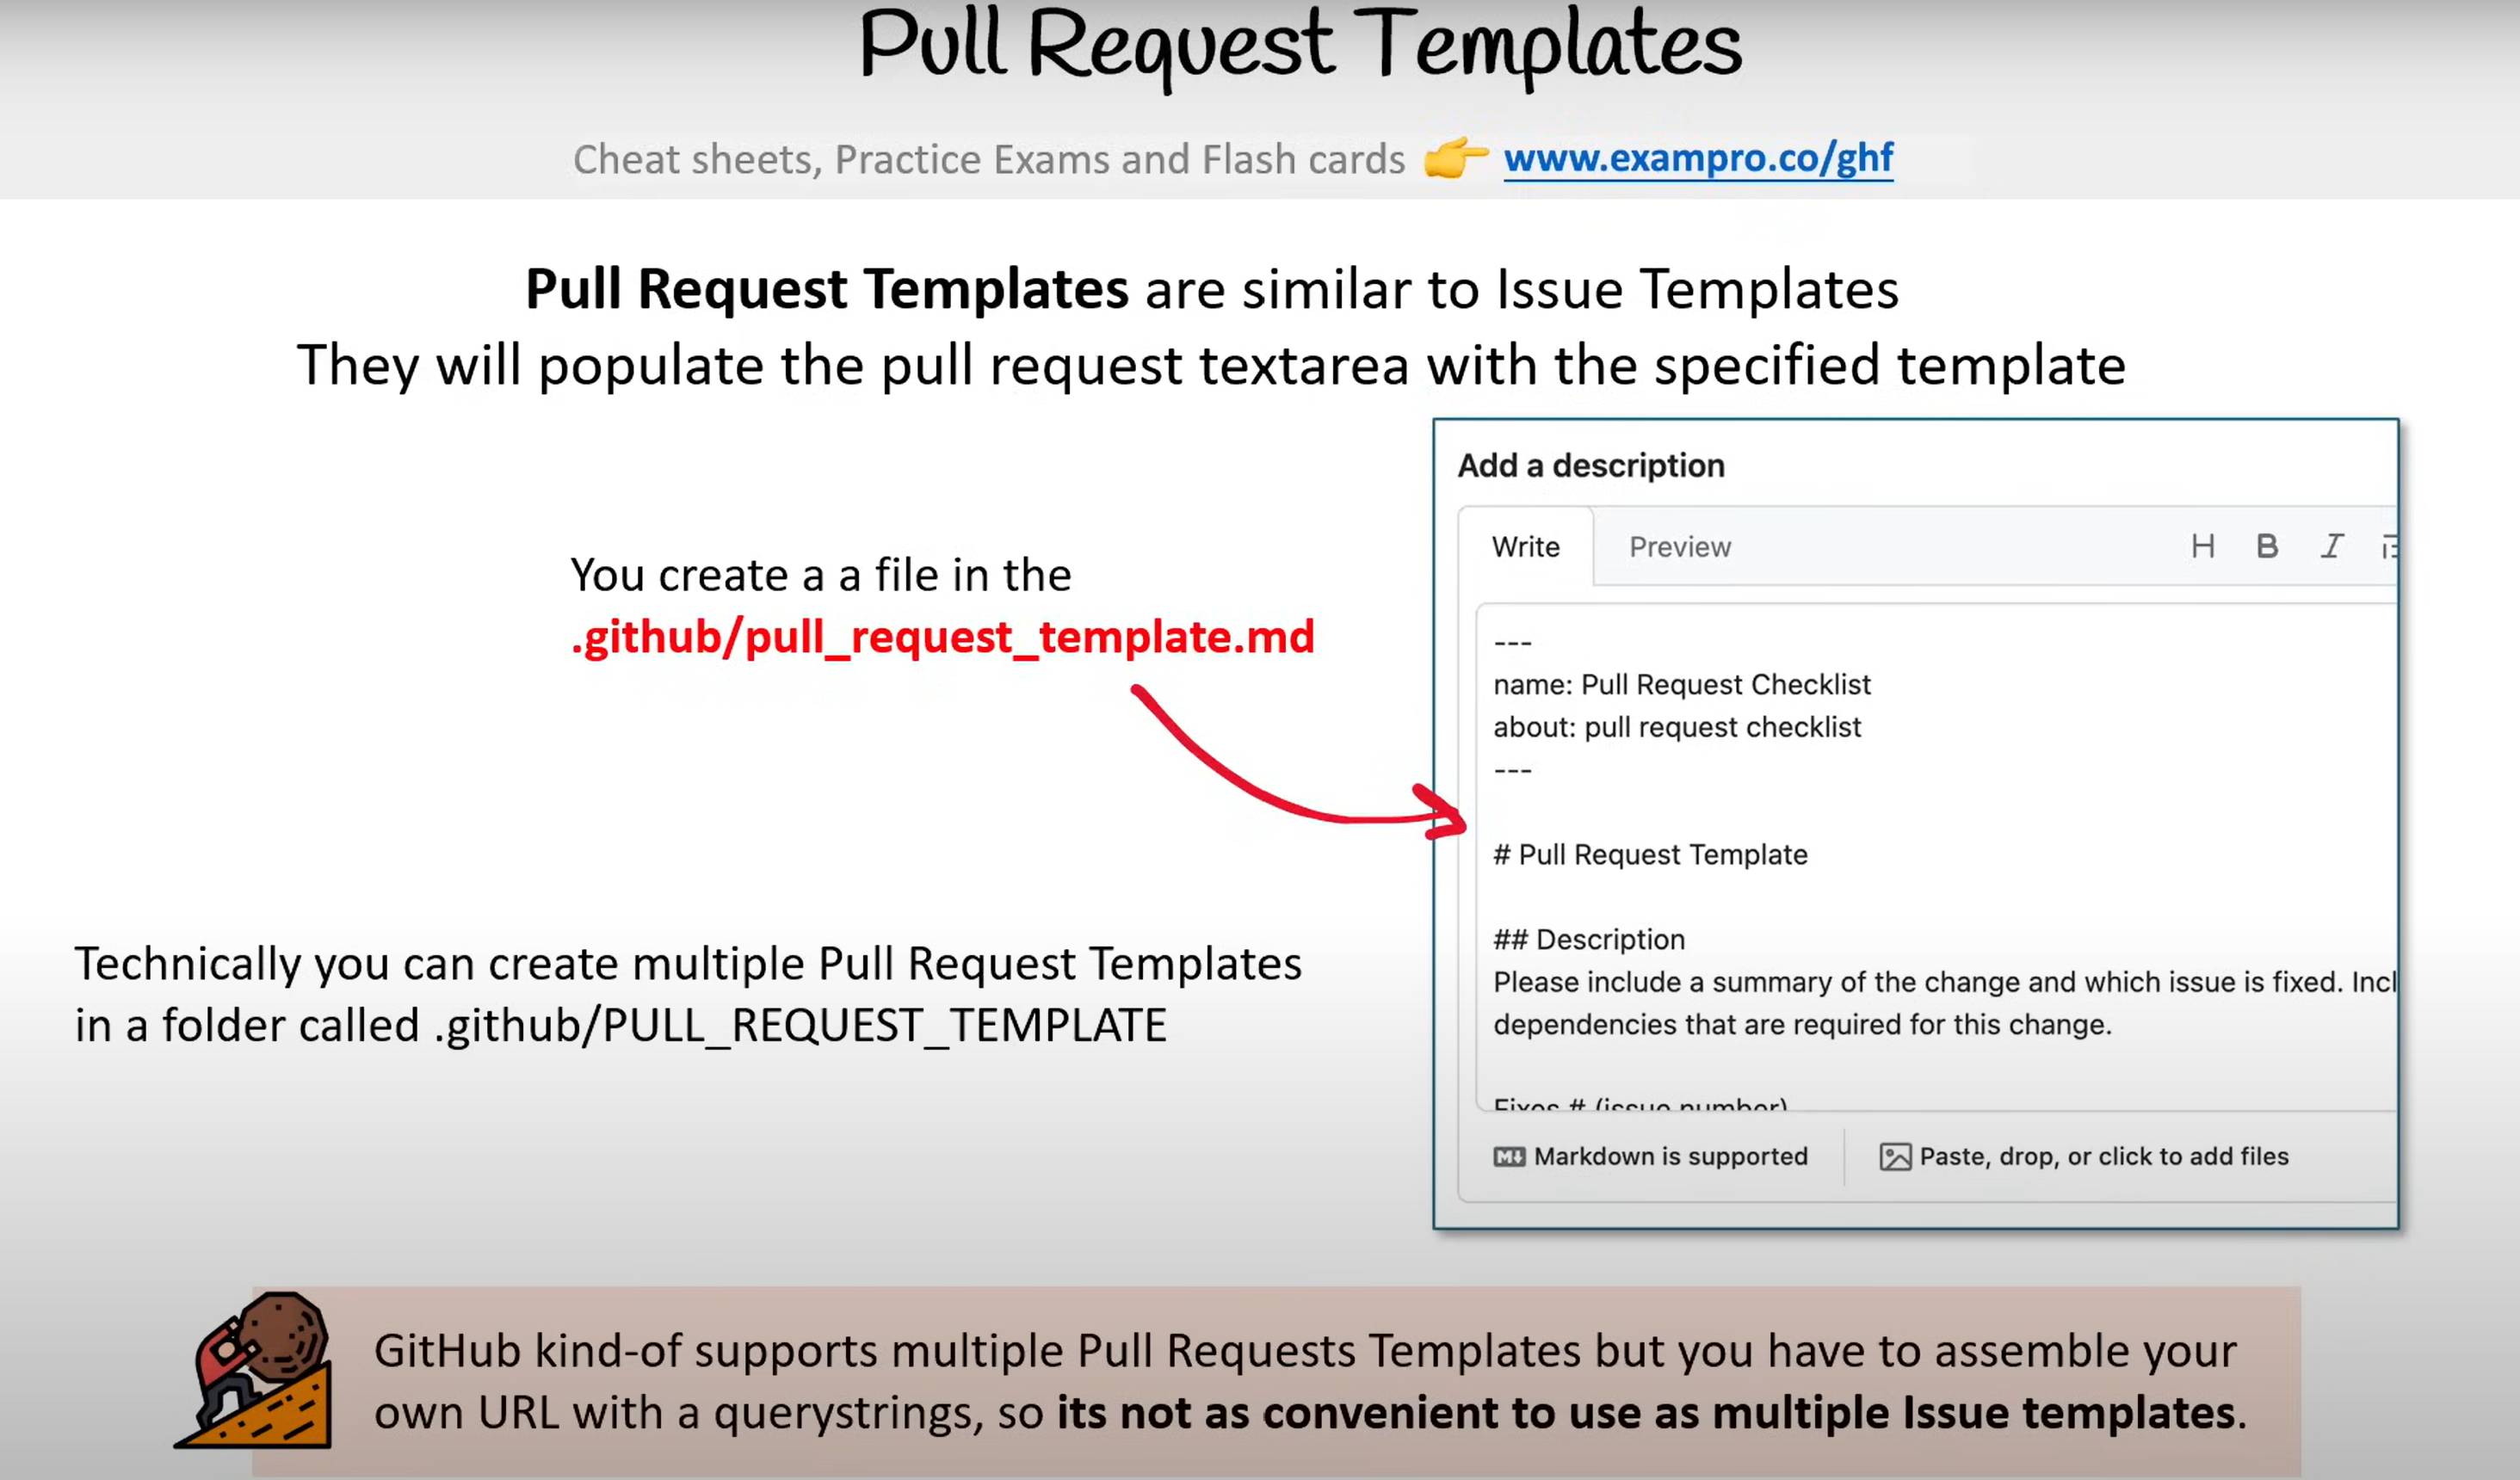 Pull Request Templates
Cheat sheets, Practice Exams and Flash cards 👉 www.exampro.co/ghf
Pull Request Templates are similar to Issue Templates
They will populate the pull request textarea with the specified template
You create a a file in the
.github/pull_request_template.md
Technically you can create multiple Pull Request Templates
in a folder called .github/PULL_REQUEST_TEMPLATE
Add a description
Write Preview H B I
---
name: Pull Request Checklist
about: pull request checklist
---
# Pull Request Template
## Description
Please include a summary of the change and which issue is fixed. Incl
dependencies that are required for this change.
Fixes # (issue number)
Markdown is supported
Paste, drop, or click to add files
GitHub kind-of supports multiple Pull Requests Templates but you have to assemble your
own URL with a querystrings, so its not as convenient to use as multiple Issue templates.